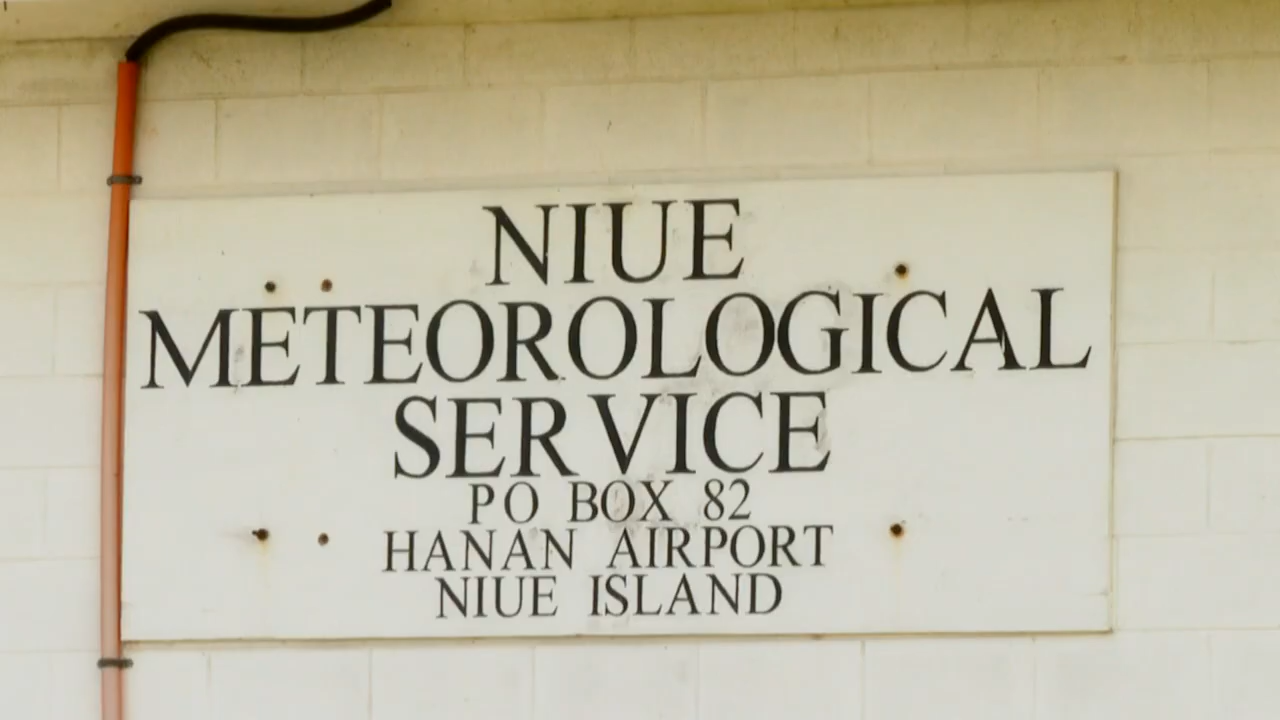 NIUE
METEOROLOGICAL
SERVICE
PO BOX 82
HANAN AIRPORT
NIUE ISLAND